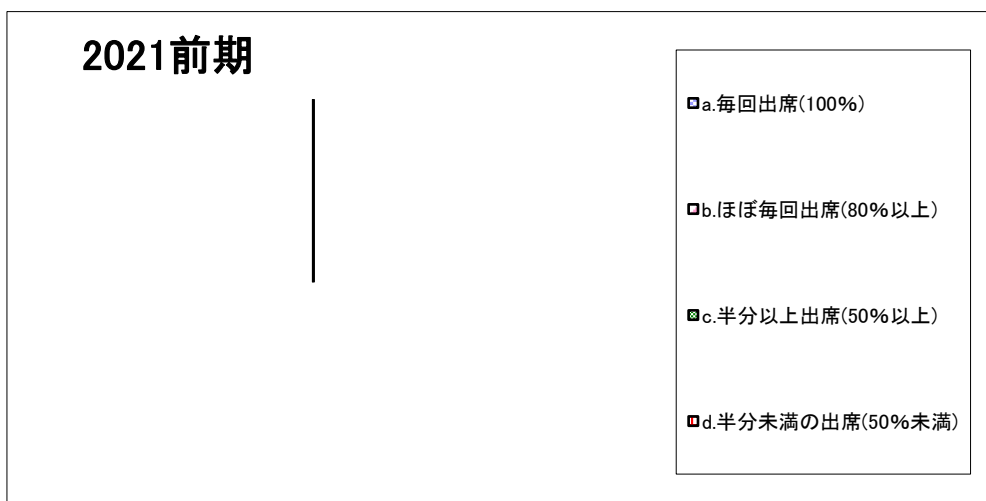 2021前期
a.毎回出席(100%)
b.ほぼ毎回出席(80%以上)
c.半分以上出席(50%以上)
d.半分未満の出席(50%未満)